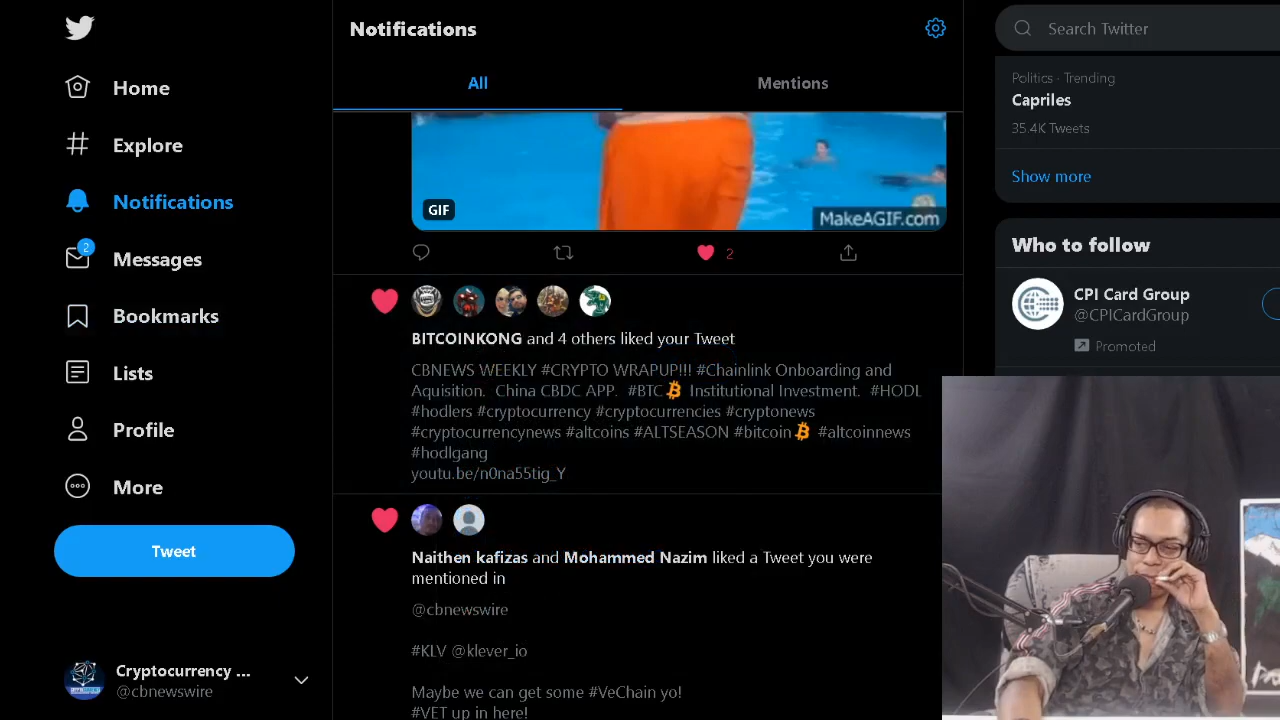 Notifications
Search Twitter
Home
Explore
Notifications
2
Messages
Bookmarks
Lists
Profile
More
Tweet
Cryptocurrency ...
@cbnewswire
All
Mentions
GIF
MakeAGIF.com
2
BITCOINKONG and 4 others liked your Tweet
CBNEWS WEEKLY #CRYPTO WRAPUP!!! #Chainlink Onboarding and
Aquisition. China CBDC APP. #BTC Institutional Investment. #HODL
#hodlers #cryptocurrency #cryptocurrencies #cryptonews
#cryptocurrencynews #altcoins #ALTSEASON #bitcoin #altcoinnews
#hodlgang
youtu.be/n0na55tig_Y
Naithen kafizas and Mohammed Nazim liked a Tweet you were
mentioned in
@cbnewswire
#KLV @klever_io
Maybe we can get some #VeChain yo!
#VET up in here!
Politics · Trending
Capriles
35.4K Tweets
Show more
Who to follow
CPI Card Group
@CPICardGroup
Promoted